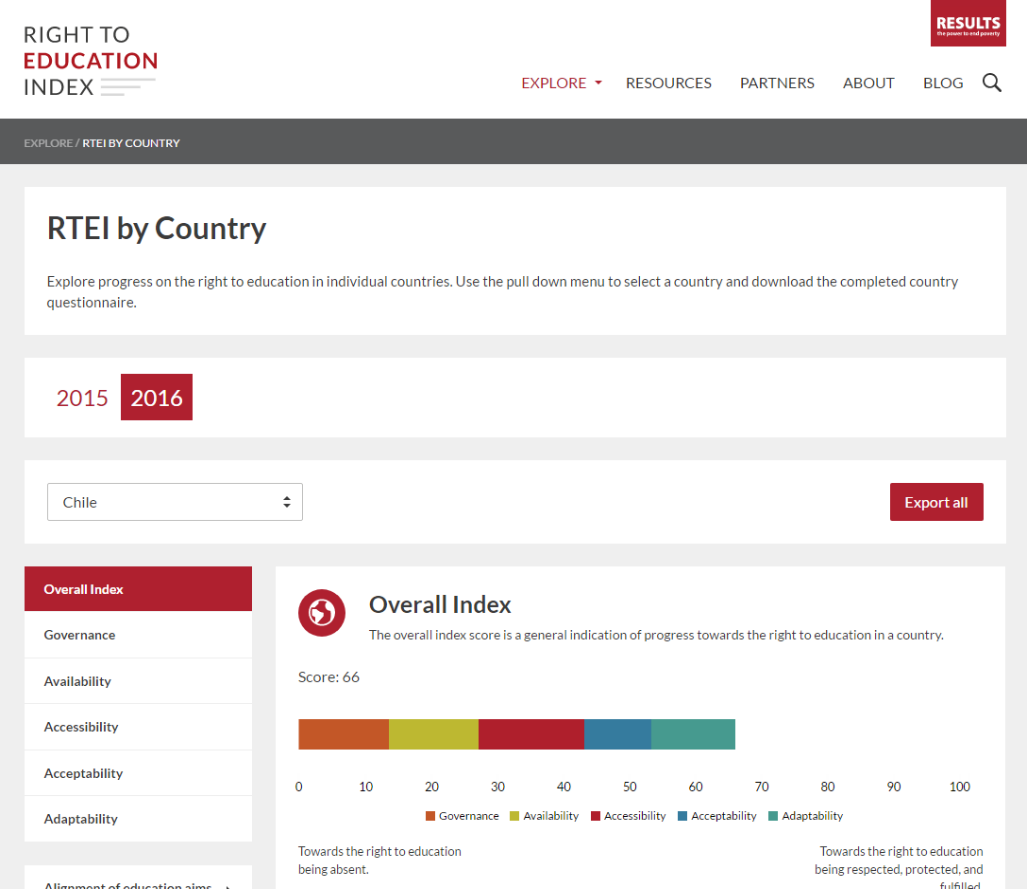 RIGHT TO
EDUCATION
INDEX
RESULTS
the power to end poverty
EXPLORE
RESOURCES
PARTNERS
ABOUT
BLOG
EXPLORE / RTEI BY COUNTRY
RTEI by Country
Explore progress on the right to education in individual countries. Use the pull down menu to select a country and download the completed country
questionnaire.
2015
2016
Chile
Export all
Overall Index
Governance
Availability
Accessibility
Acceptability
Adaptability
Alignment of education aims
Overall Index
The overall index score is a general indication of progress towards the right to education in a country.
Score: 66
0 10 20 30 40 50 60 70 80 90 100
Governance Availability Accessibility Acceptability Adaptability
Towards the right to education
being absent.
Towards the right to education
being respected, protected, and
fulfilled.